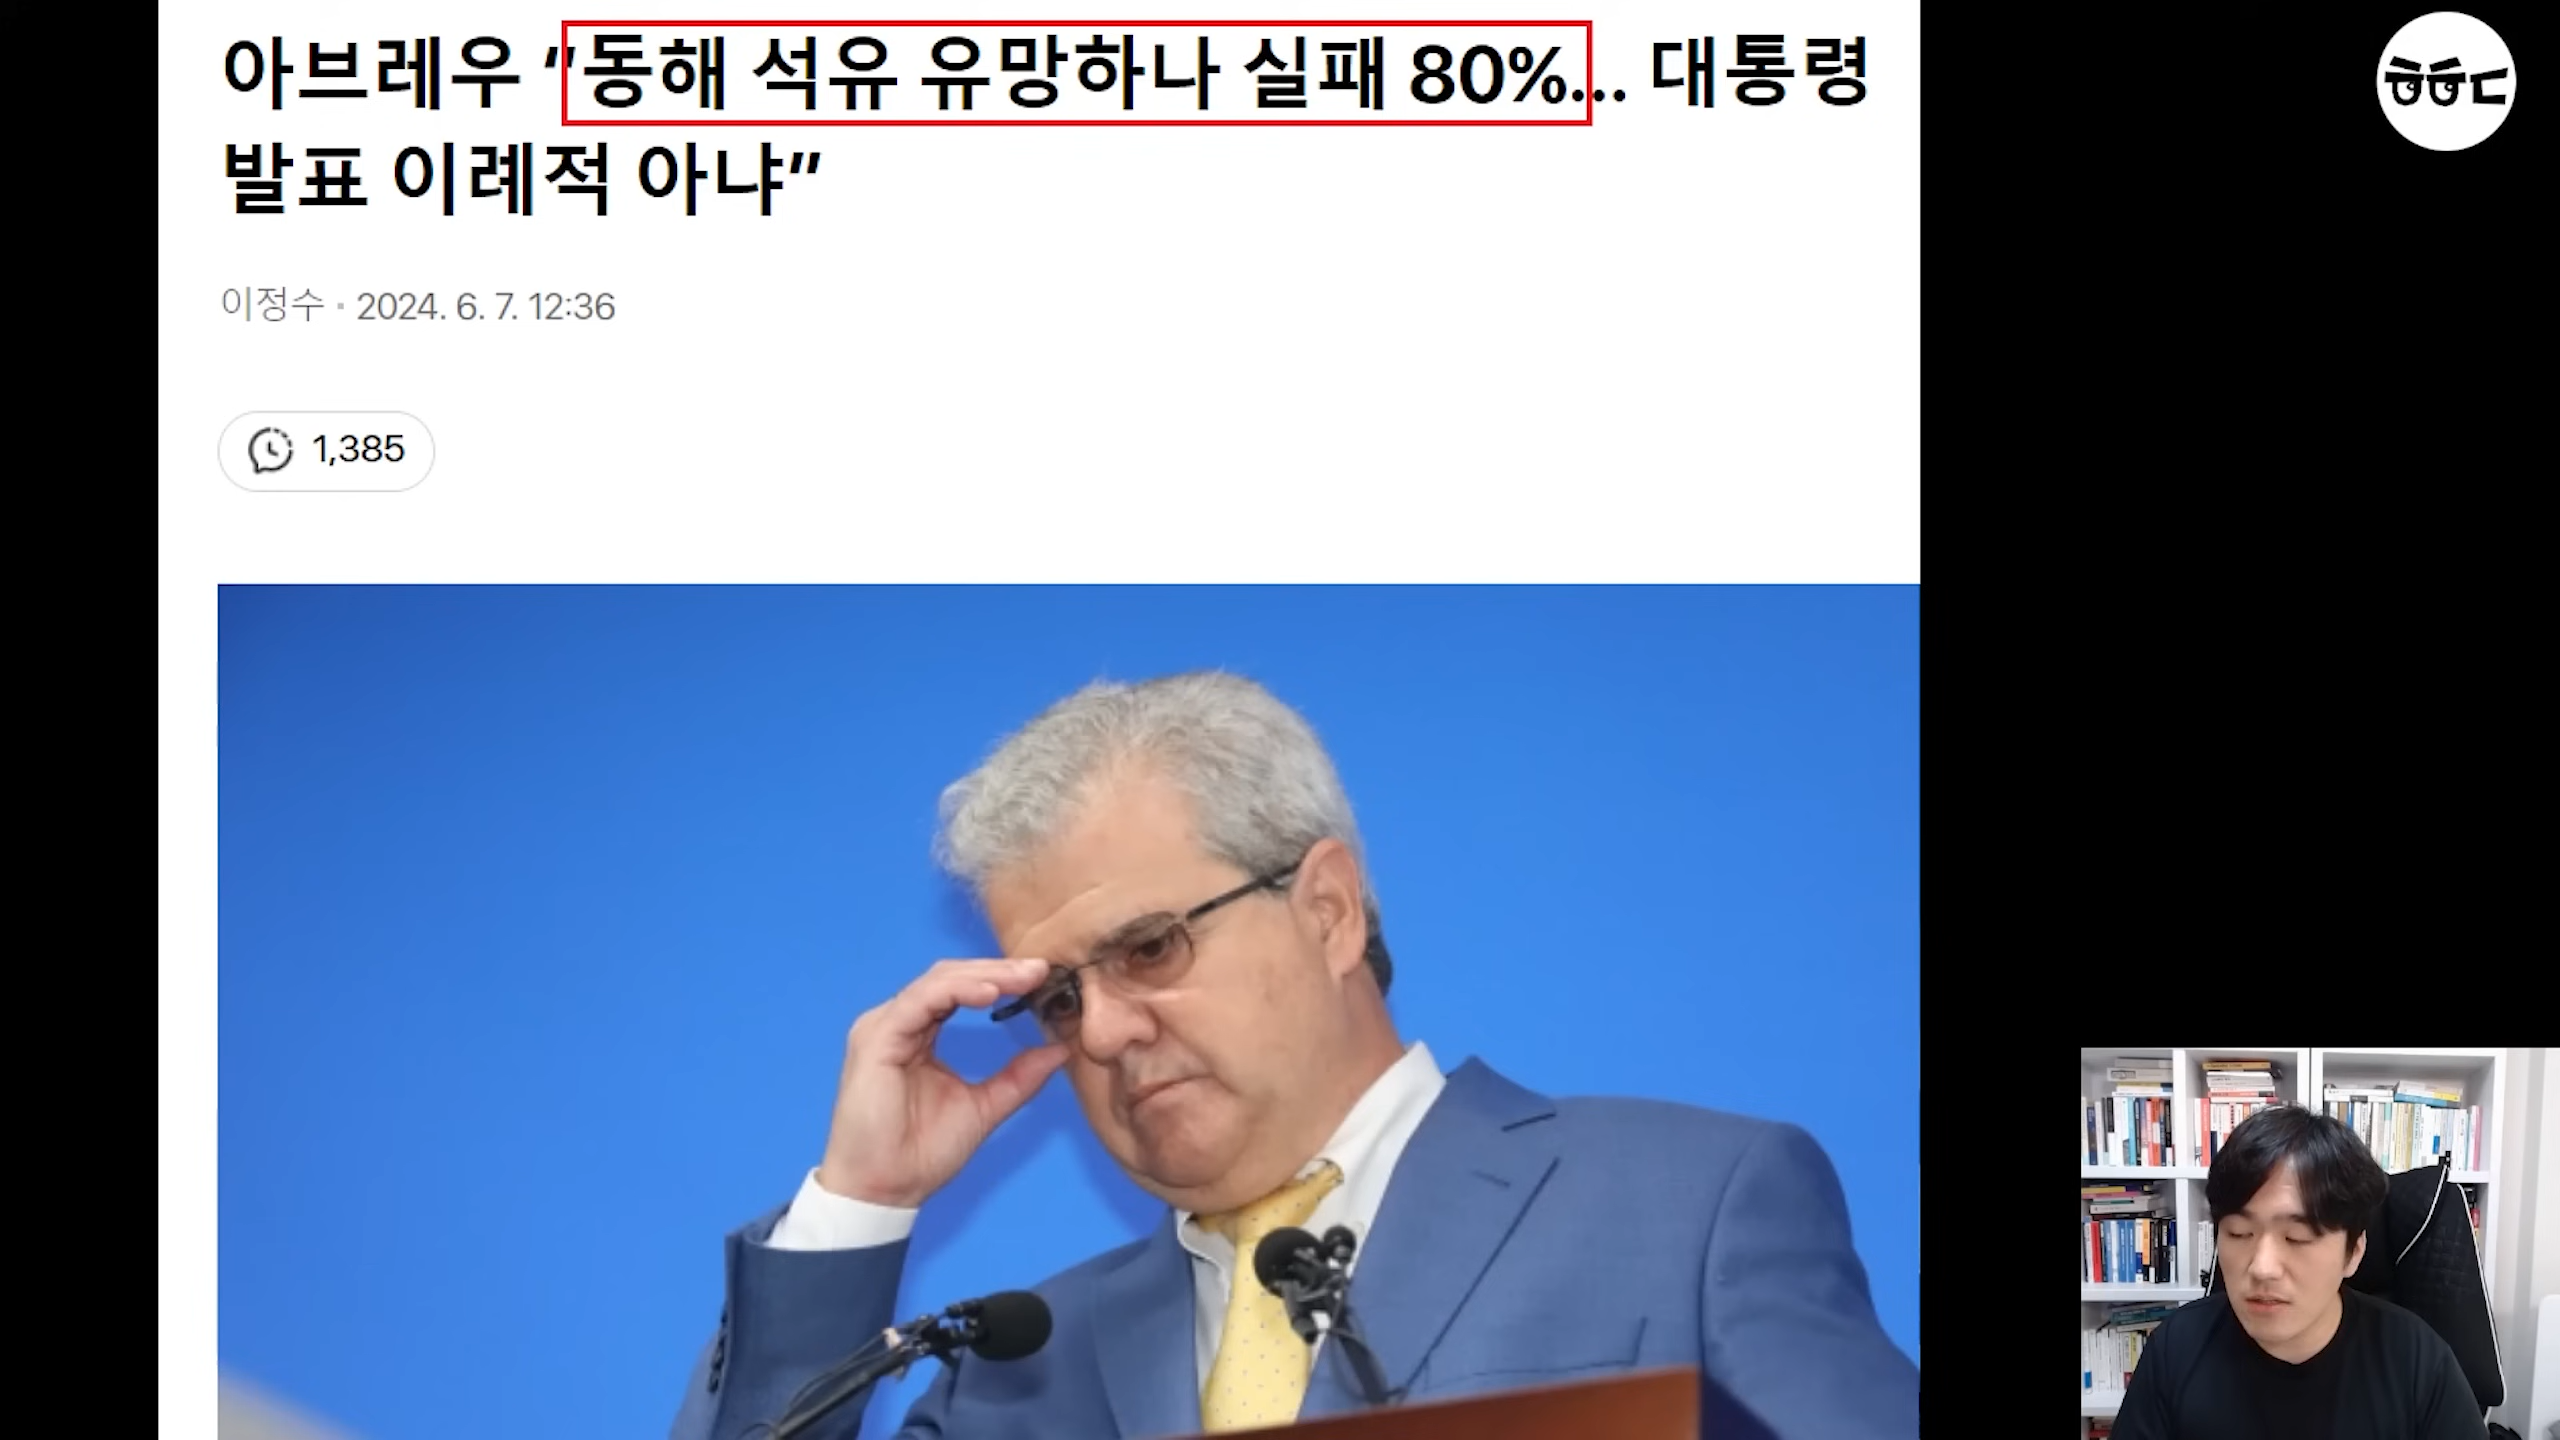 아브레우 “동해 석유 유망하나 실패 80%... 대통령
발표 이례적 아냐”
이정수 · 2024. 6. 7. 12:36
1,385